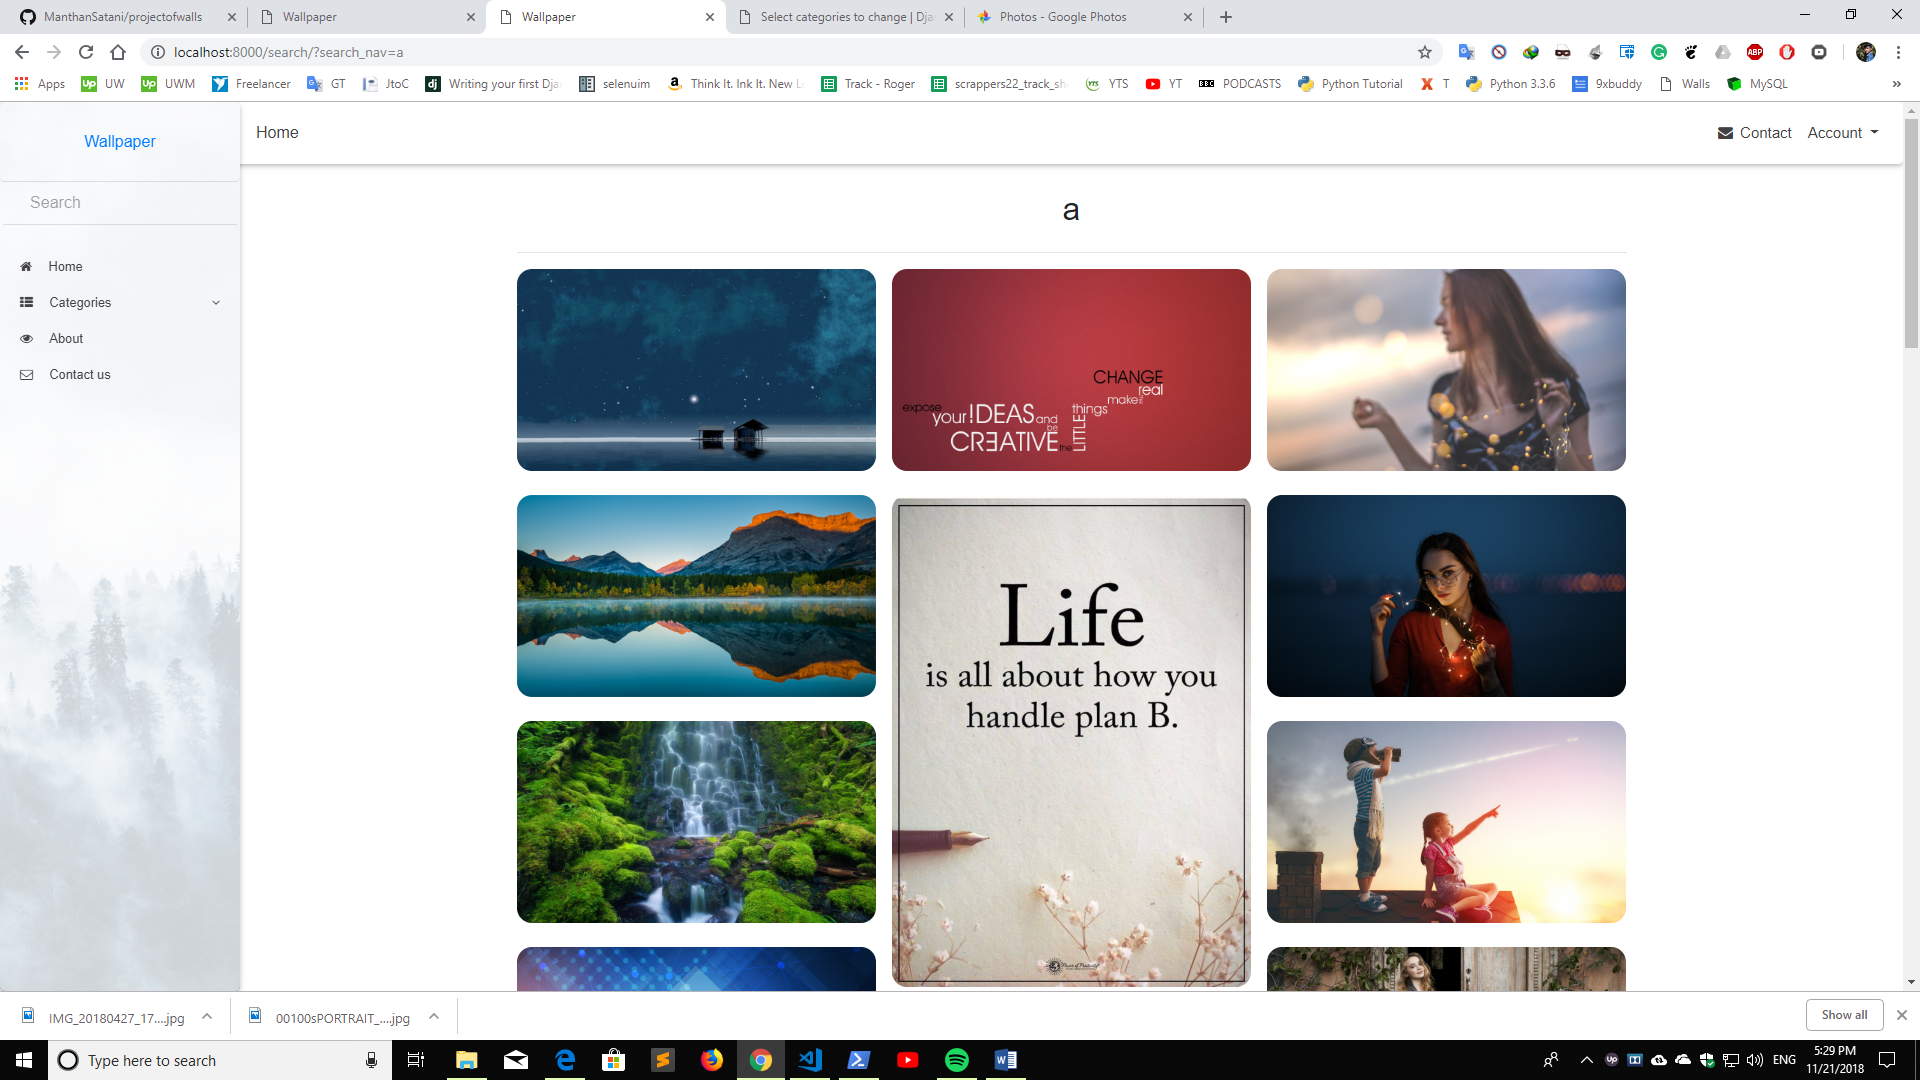 ManthanSatani/projectofwalls
Wallpaper
Wallpaper
Select categories to change | Dja
Photos - Google Photos
localhost:8000/search/?search_nav=a
Apps
UW
UWM
Freelancer
GT
JtoC
Writing your first Dja
selenuim
Think It. Ink It. New L
Track - Roger
scrappers22_track_sh
YTS
YT
PODCASTS
Python Tutorial
T
Python 3.3.6
9xbuddy
Walls
MySQL
Wallpaper
Home
Contact
Account
Search
Home
Categories
About
Contact us
a
expose
your !DEAS and
be
CRƎATIVE
the
LITTLE
things
make
CHANGE
real
Life
is all about how you
handle plan B.
IMG_20180427_17....jpg
00100sPORTRAIT_....jpg
Show all
Type here to search
ENG
5:29 PM
11/21/2018